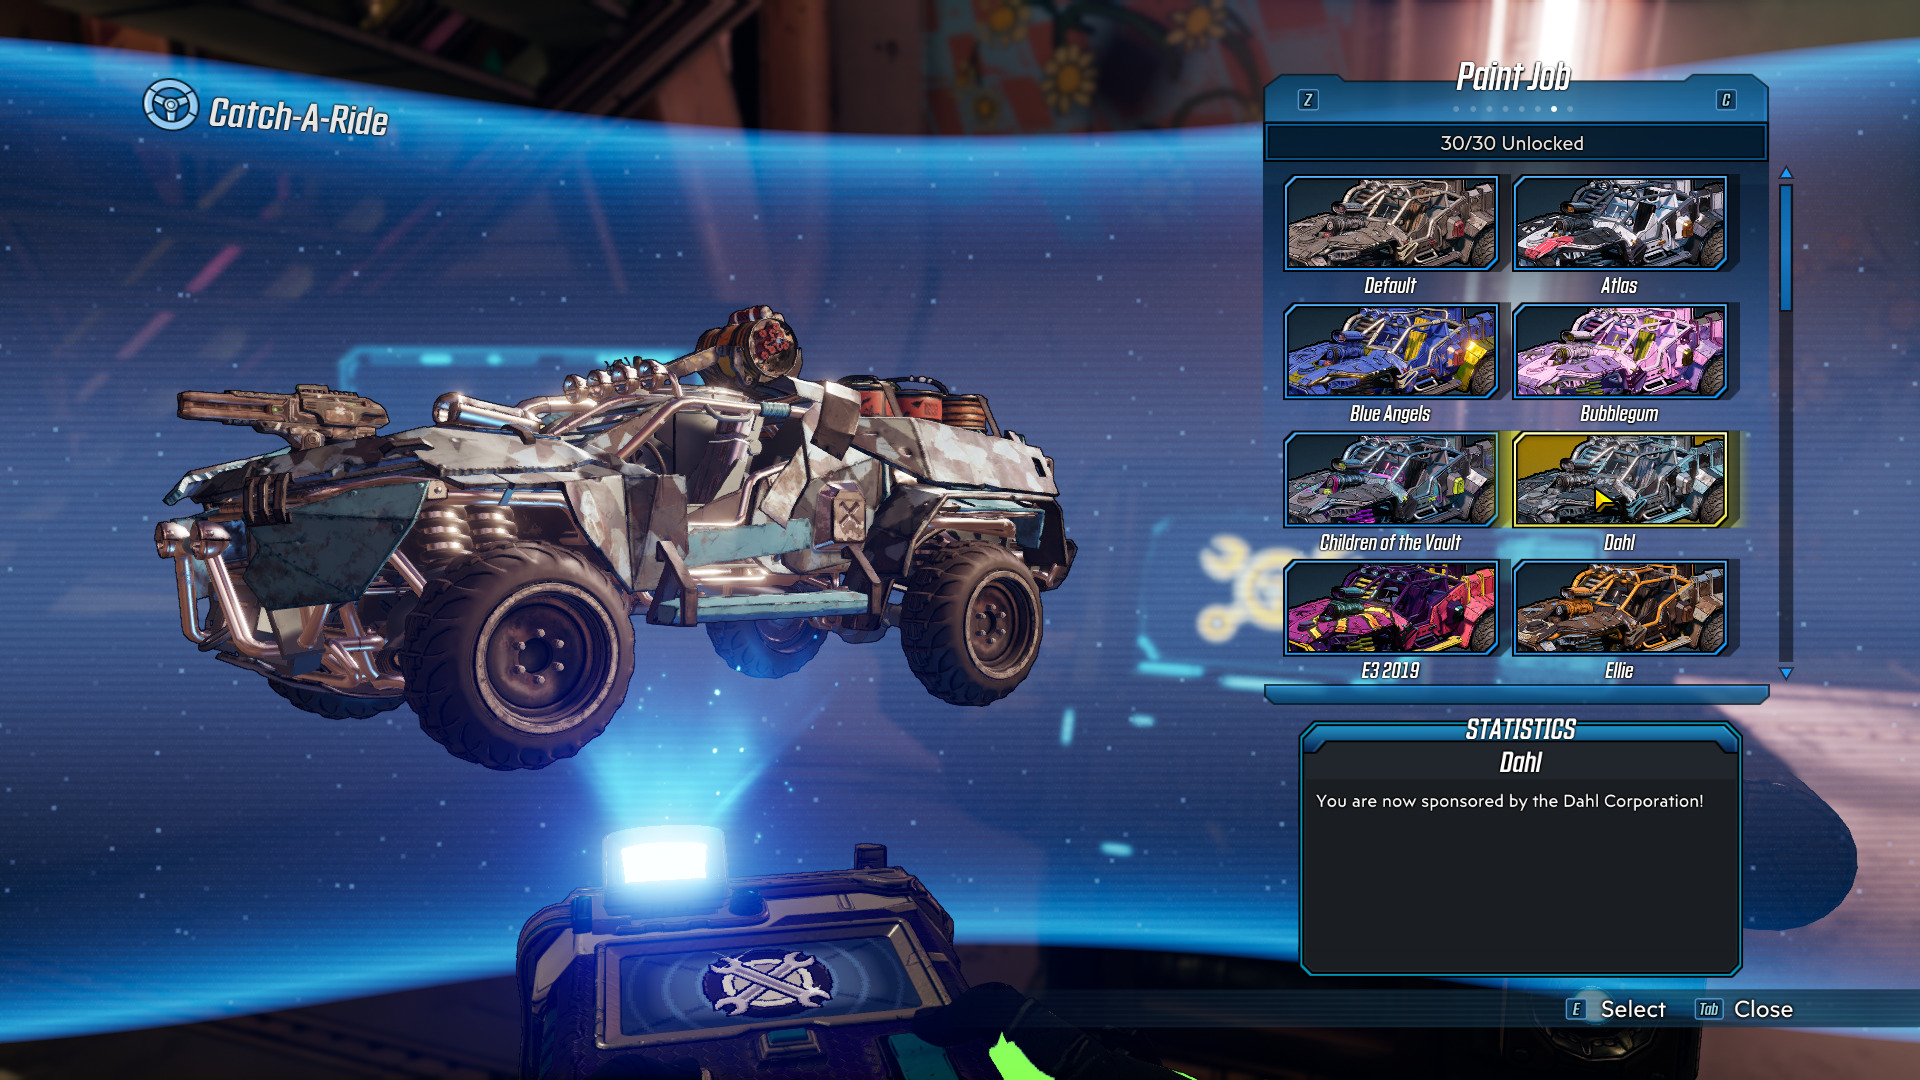 Catch-A-Ride
Paint Job
Z
C
30/30 Unlocked
Default
Atlas
Blue Angels
Bubblegum
Children of the Vault
Dahl
E3 2019
Ellie
STATISTICS
Dahl
You are now sponsored by the Dahl Corporation!
E Select Tab Close